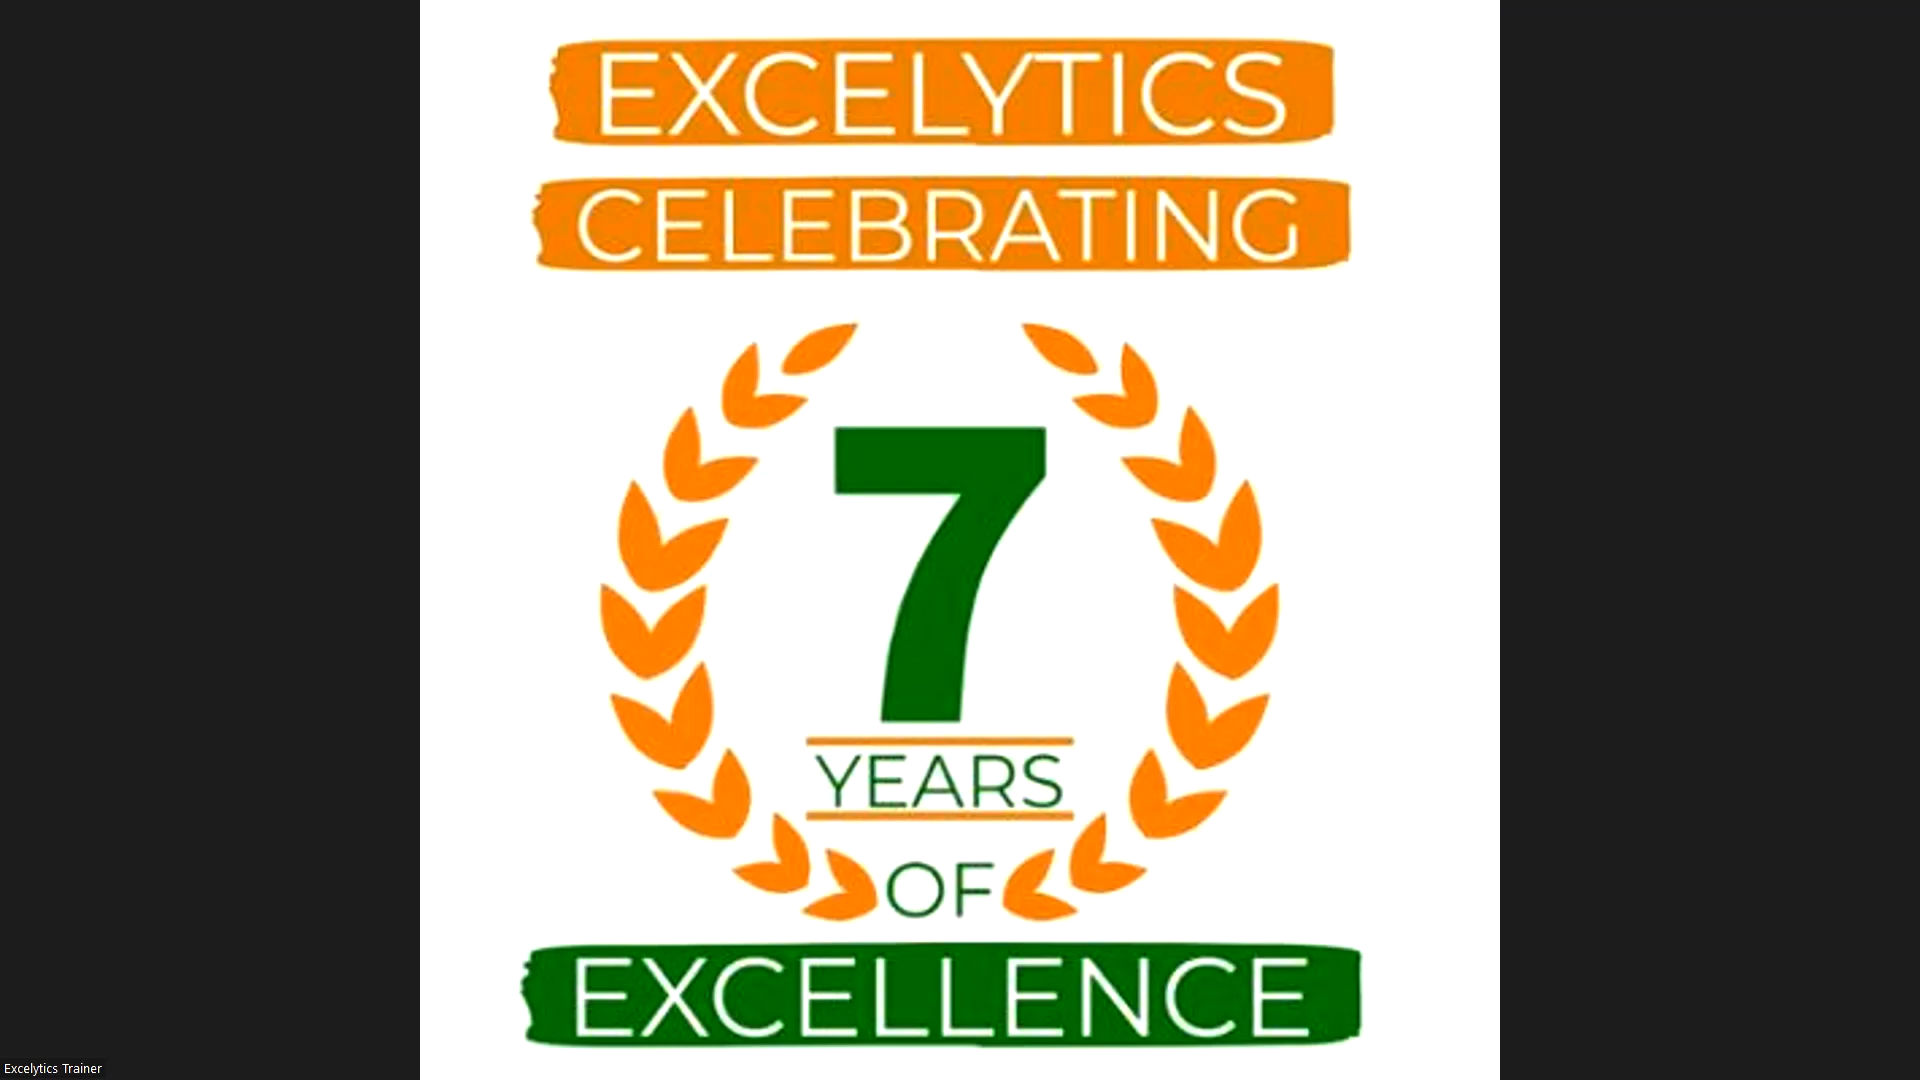 EXCELYTICS
CELEBRATING
7
YEARS
OF
EXCELLENCE
Excelytics Trainer